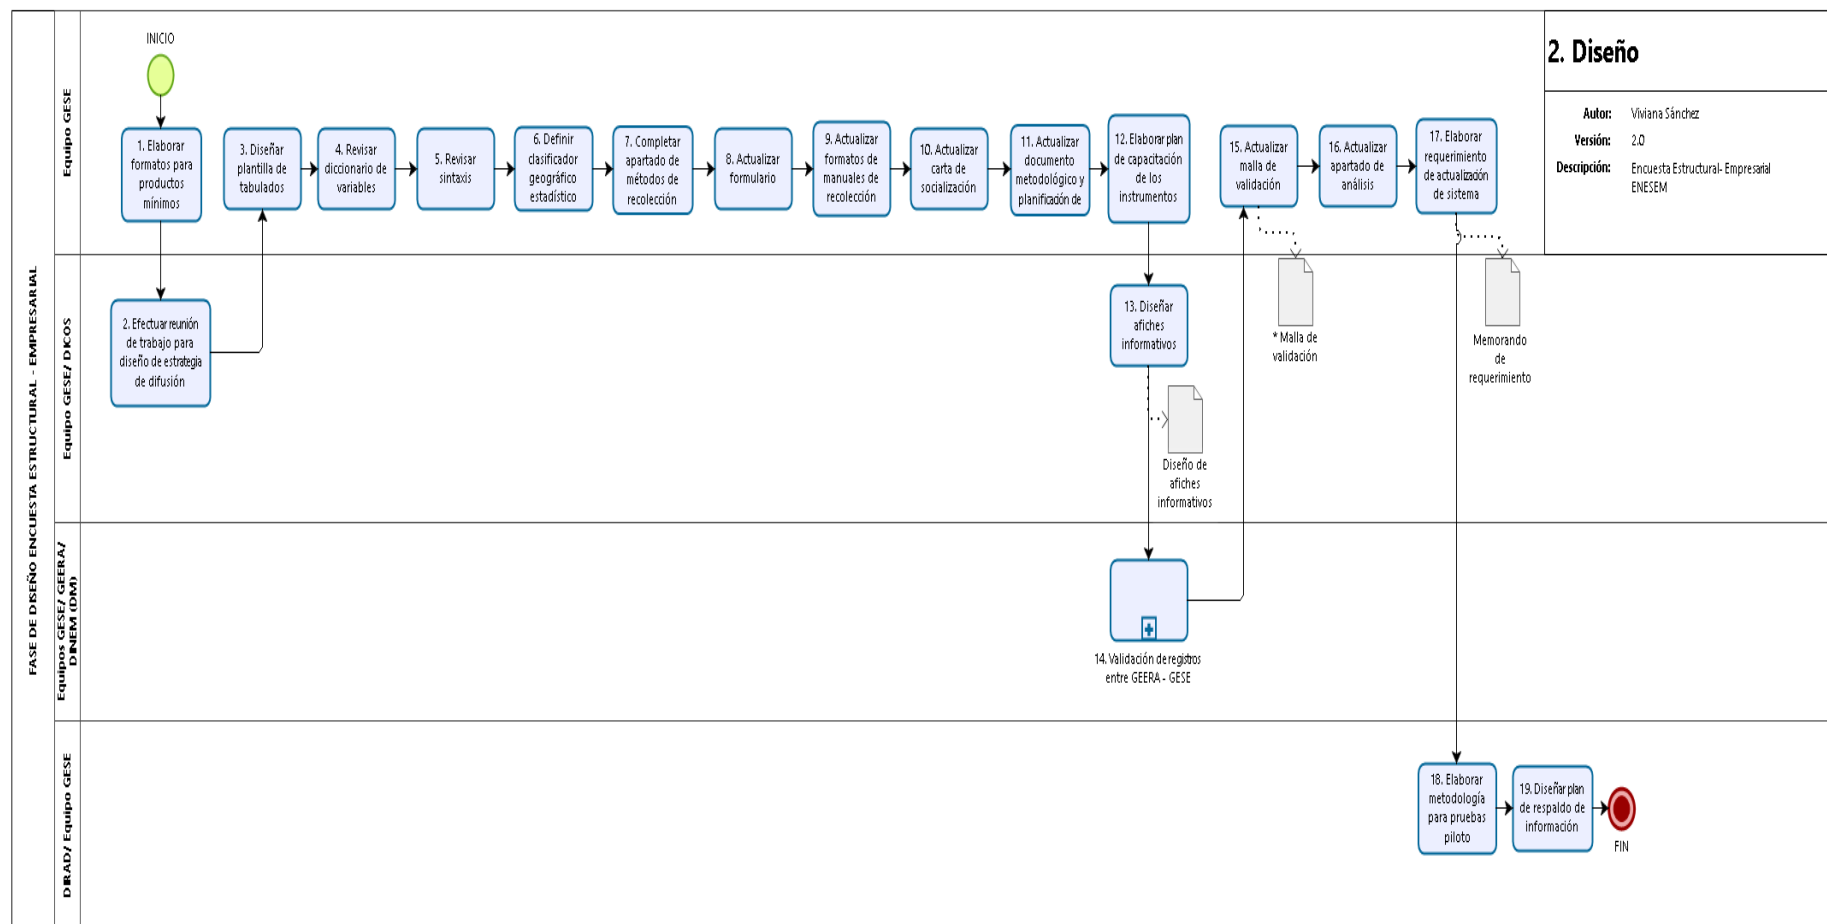 FASE DE DISEÑO ENCUESTA ESTRUCTURAL - EMPRESARIAL
Equipo GESE
INICIO
1. Elaborar
formatos para
productos
mínimos
3. Diseñar
plantilla de
tabulados
4. Revisar
diccionario de
variables
5. Revisar
sintaxis
6. Definir
clasificador
geográfico
estadístico
7. Completar
apartado de
métodos de
recolección
8. Actualizar
formulario
9. Actualizar
formatos de
manuales de
recolección
10. Actualizar
carta de
socialización
11. Actualizar
documento
metodológico y
planificación de
12. Elaborar plan
de capacitación
de los
instrumentos
15. Actualizar
malla de
validación
16. Actualizar
apartado de
análisis
17. Elaborar
requerimiento
de actualización
de sistema
2. Diseño
Autor: Viviana Sánchez
Versión: 2.0
Descripción: Encuesta Estructural- Empresarial
ENESEM
Equipo GESE/ DICOS
2. Efectuar reunión
de trabajo para
diseño de estrategia
de difusión
13. Diseñar
afiches
informativos
Diseño de
afiches
informativos
* Malla de
validación
Memorando
de
requerimiento
Equipos GESE/ GEERA/
DINEM (DM)
14. Validación de registros
entre GEERA - GESE
DIRAD/ Equipo GESE
18. Elaborar
metodología
para pruebas
piloto
19. Diseñar plan
de respaldo de
información
FIN